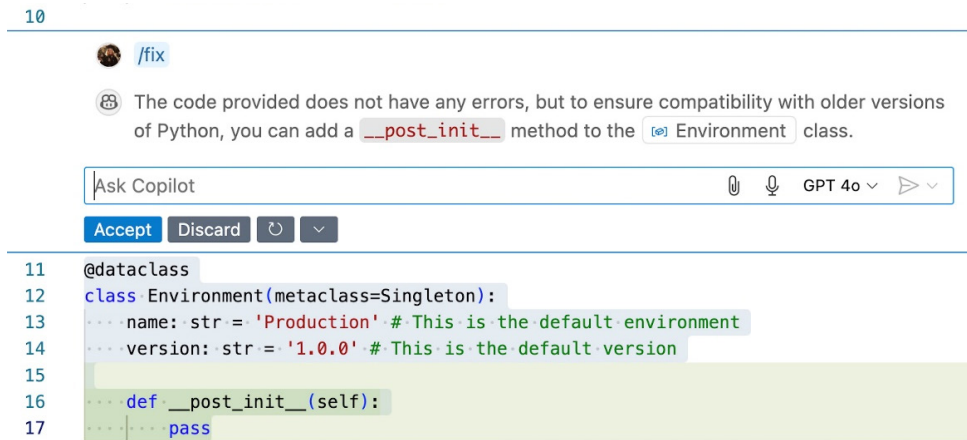 10
/fix
The code provided does not have any errors, but to ensure compatibility with older versions
of Python, you can add a __post_init__ method to the Environment class.
Ask Copilot GPT 4o
Accept Discard
11 @dataclass
12 class Environment(metaclass=Singleton):
13     name: str = 'Production' # This is the default environment
14     version: str = '1.0.0' # This is the default version
15
16     def __post_init__(self):
17         pass